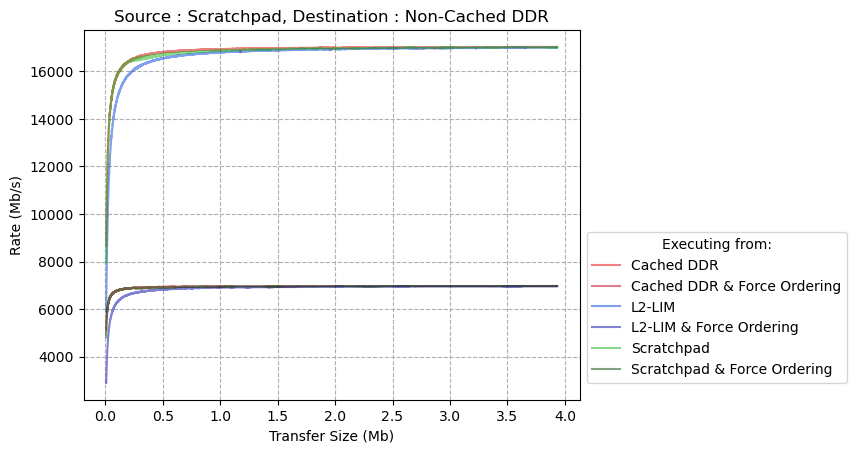 Source : Scratchpad, Destination : Non-Cached DDR
Rate (Mb/s)
16000
14000
12000
10000
8000
6000
4000
0.0 0.5 1.0 1.5 2.0 2.5 3.0 3.5 4.0
Transfer Size (Mb)
Executing from:
Cached DDR
Cached DDR & Force Ordering
L2-LIM
L2-LIM & Force Ordering
Scratchpad
Scratchpad & Force Ordering